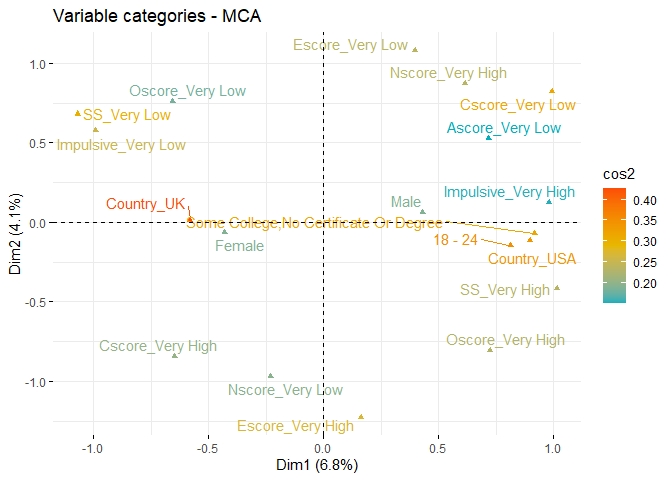 Variable categories - MCA
Escore_Very Low
1.0
Nscore_Very High
Oscore_Very Low
Cscore_Very Low
SS_Very Low
Ascore_Very Low
0.5
Impulsive_Very Low
Impulsive_Very High
Country_UK
Male
0.0
Some College,No Certificate Or Degree
18 - 24
Female
Country_USA
SS_Very High
-0.5
Cscore_Very High
Oscore_Very High
-1.0
Nscore_Very Low
Escore_Very High
-1.0
-0.5
0.0
0.5
1.0
Dim1 (6.8%)
Dim2 (4.1%)
cos2
0.40
0.35
0.30
0.25
0.20